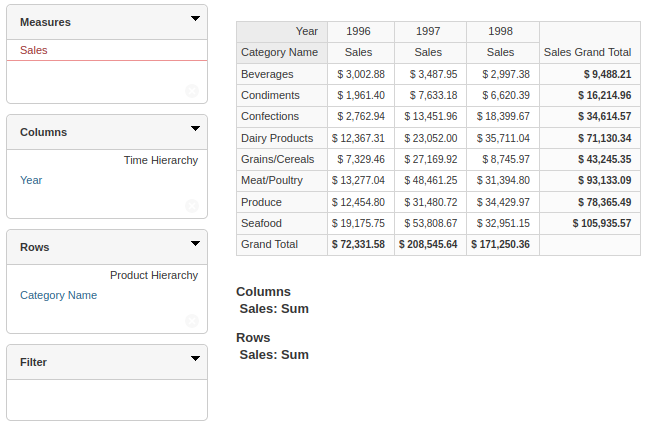 Measures
Sales
Columns
Time Hierarchy
Year
Rows
Product Hierarchy
Category Name
Filter
Year 1996 1997 1998
Category Name Sales Sales Sales Sales Grand Total
Beverages $ 3,002.88 $ 3,487.95 $ 2,997.38 $ 9,488.21
Condiments $ 1,961.40 $ 7,633.18 $ 6,620.39 $ 16,214.96
Confections $ 2,762.94 $ 13,451.96 $ 18,399.67 $ 34,614.57
Dairy Products $ 12,367.31 $ 23,052.00 $ 35,711.04 $ 71,130.34
Grains/Cereals $ 7,329.46 $ 27,169.92 $ 8,745.97 $ 43,245.35
Meat/Poultry $ 13,277.04 $ 48,461.25 $ 31,394.80 $ 93,133.09
Produce $ 12,454.80 $ 31,480.72 $ 34,429.97 $ 78,365.49
Seafood $ 19,175.75 $ 53,808.67 $ 32,951.15 $ 105,935.57
Grand Total $ 72,331.58 $ 208,545.64 $ 171,250.36
Columns
Sales: Sum
Rows
Sales: Sum